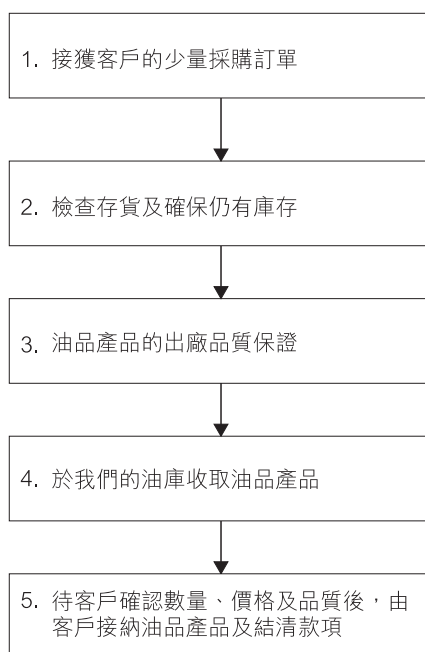 1. 接獲客戶的少量採購訂單
2. 檢查存貨及確保仍有庫存
3. 油品產品的出廠品質保證
4. 於我們的油庫收取油品產品
5. 待客戶確認數量、價格及品質後，由
客戶接納油品產品及結清款項